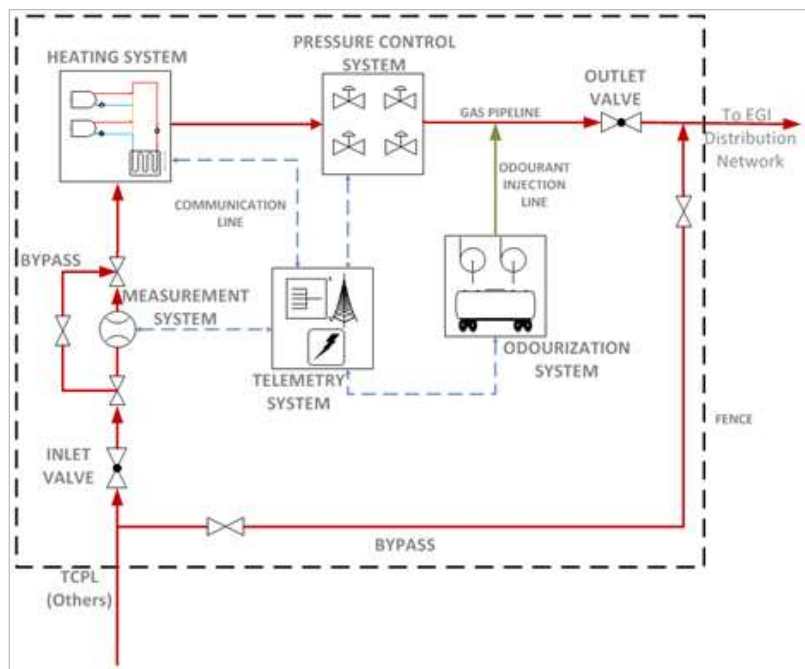 HEATING SYSTEM
PRESSURE CONTROL
SYSTEM
OUTLET
VALVE
GAS PIPELINE
To EGI
Distribution
Network
ODOURANT
INJECTION
LINE
COMMUNICATION
LINE
BYPASS
MEASUREMENT
SYSTEM
TELEMETRY
SYSTEM
ODOURIZATION
SYSTEM
INLET
VALVE
FENCE
BYPASS
TCPL
(Others)